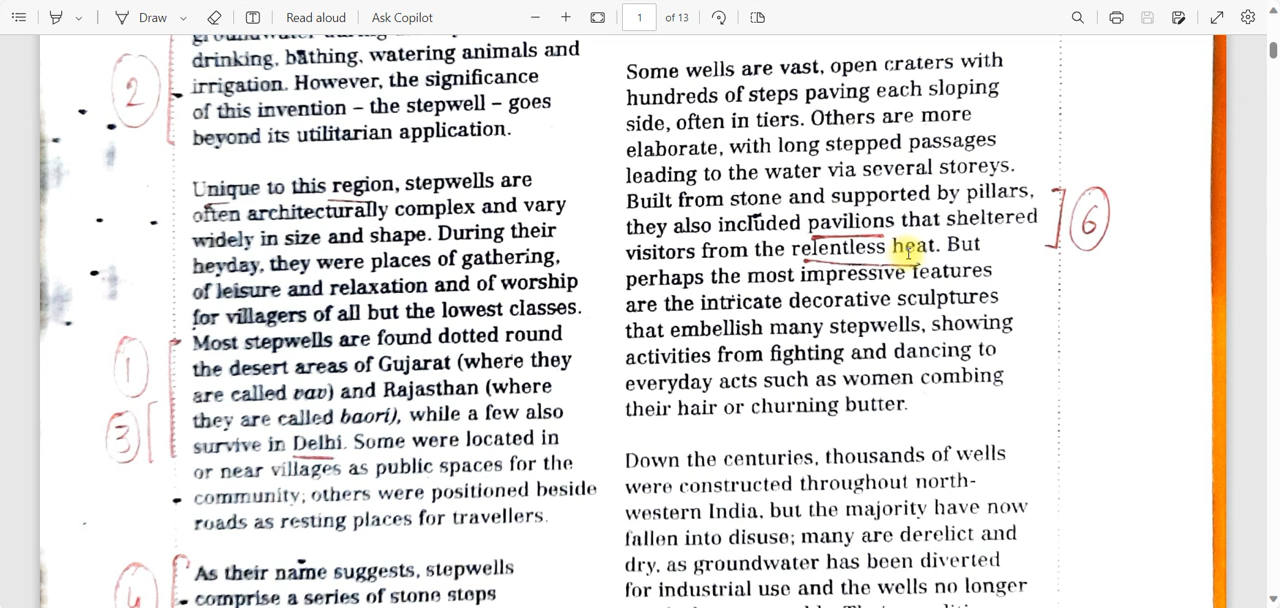 Draw
Read aloud
Ask Copilot
1
of 13
drinking, bathing, watering animals and
irrigation. However, the significance
of this invention – the stepwell – goes
beyond its utilitarian application.
2
Unique to this region, stepwells are
often architecturally complex and vary
widely in size and shape. During their
heyday, they were places of gathering,
of leisure and relaxation and of worship
for villagers of all but the lowest classes.
Most stepwells are found dotted round
the desert areas of Gujarat (where they
are called vav) and Rajasthan (where
they are called baori), while a few also
survive in Delhi. Some were located in
or near villages as public spaces for the
community; others were positioned beside
roads as resting places for travellers.
1
3
As their name suggests, stepwells
comprise a series of stone steps
4
Some wells are vast, open craters with
hundreds of steps paving each sloping
side, often in tiers. Others are more
elaborate, with long stepped passages
leading to the water via several storeys.
Built from stone and supported by pillars,
they also included pavilions that sheltered
visitors from the relentless heat. But
perhaps the most impressive features
are the intricate decorative sculptures
that embellish many stepwells, showing
activities from fighting and dancing to
everyday acts such as women combing
their hair or churning butter.
6
Down the centuries, thousands of wells
were constructed throughout north-
western India, but the majority have now
fallen into disuse; many are derelict and
dry, as groundwater has been diverted
for industrial use and the wells no longer